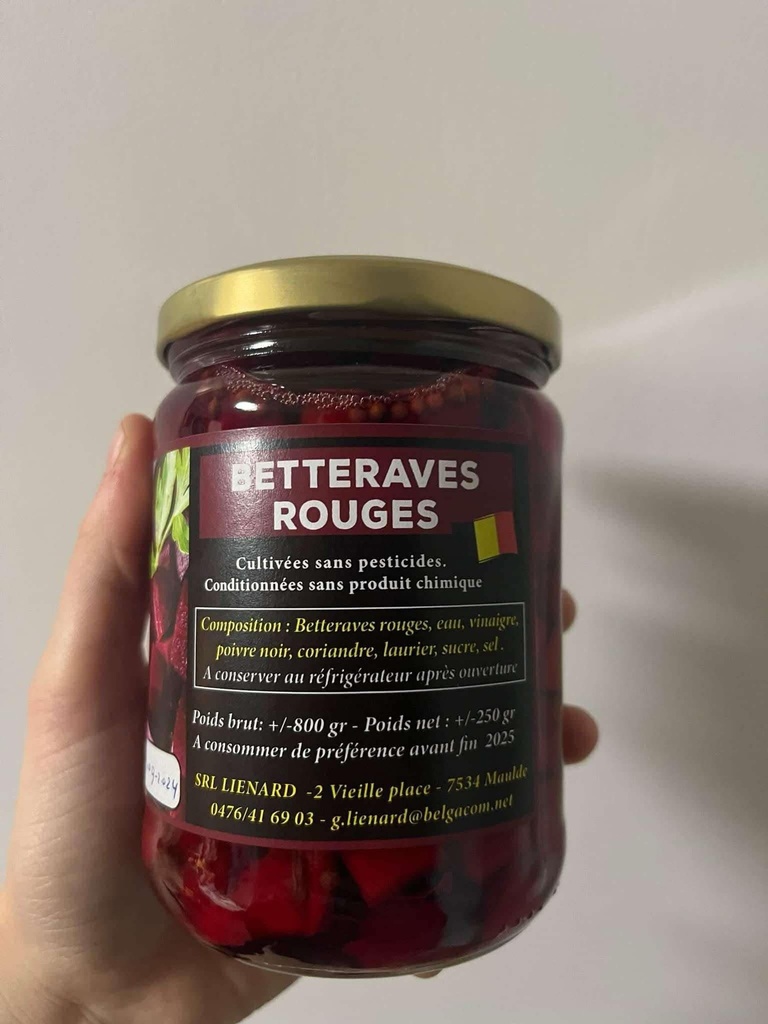 BETTERAVES
ROUGES
Cultivées sans pesticides.
Conditionnées sans produit chimique
Composition : Betteraves rouges, eau, vinaigre,
poivre noir, coriandre, laurier, sucre, sel .
A conserver au réfrigérateur après ouverture
Poids brut: +/-800 gr - Poids net : +/-250 gr
A consommer de préférence avant fin 2025
SRL LIENARD -2 Vieille place - 7534 Maulde
0476/41 69 03 - g.lienard@belgacom.net